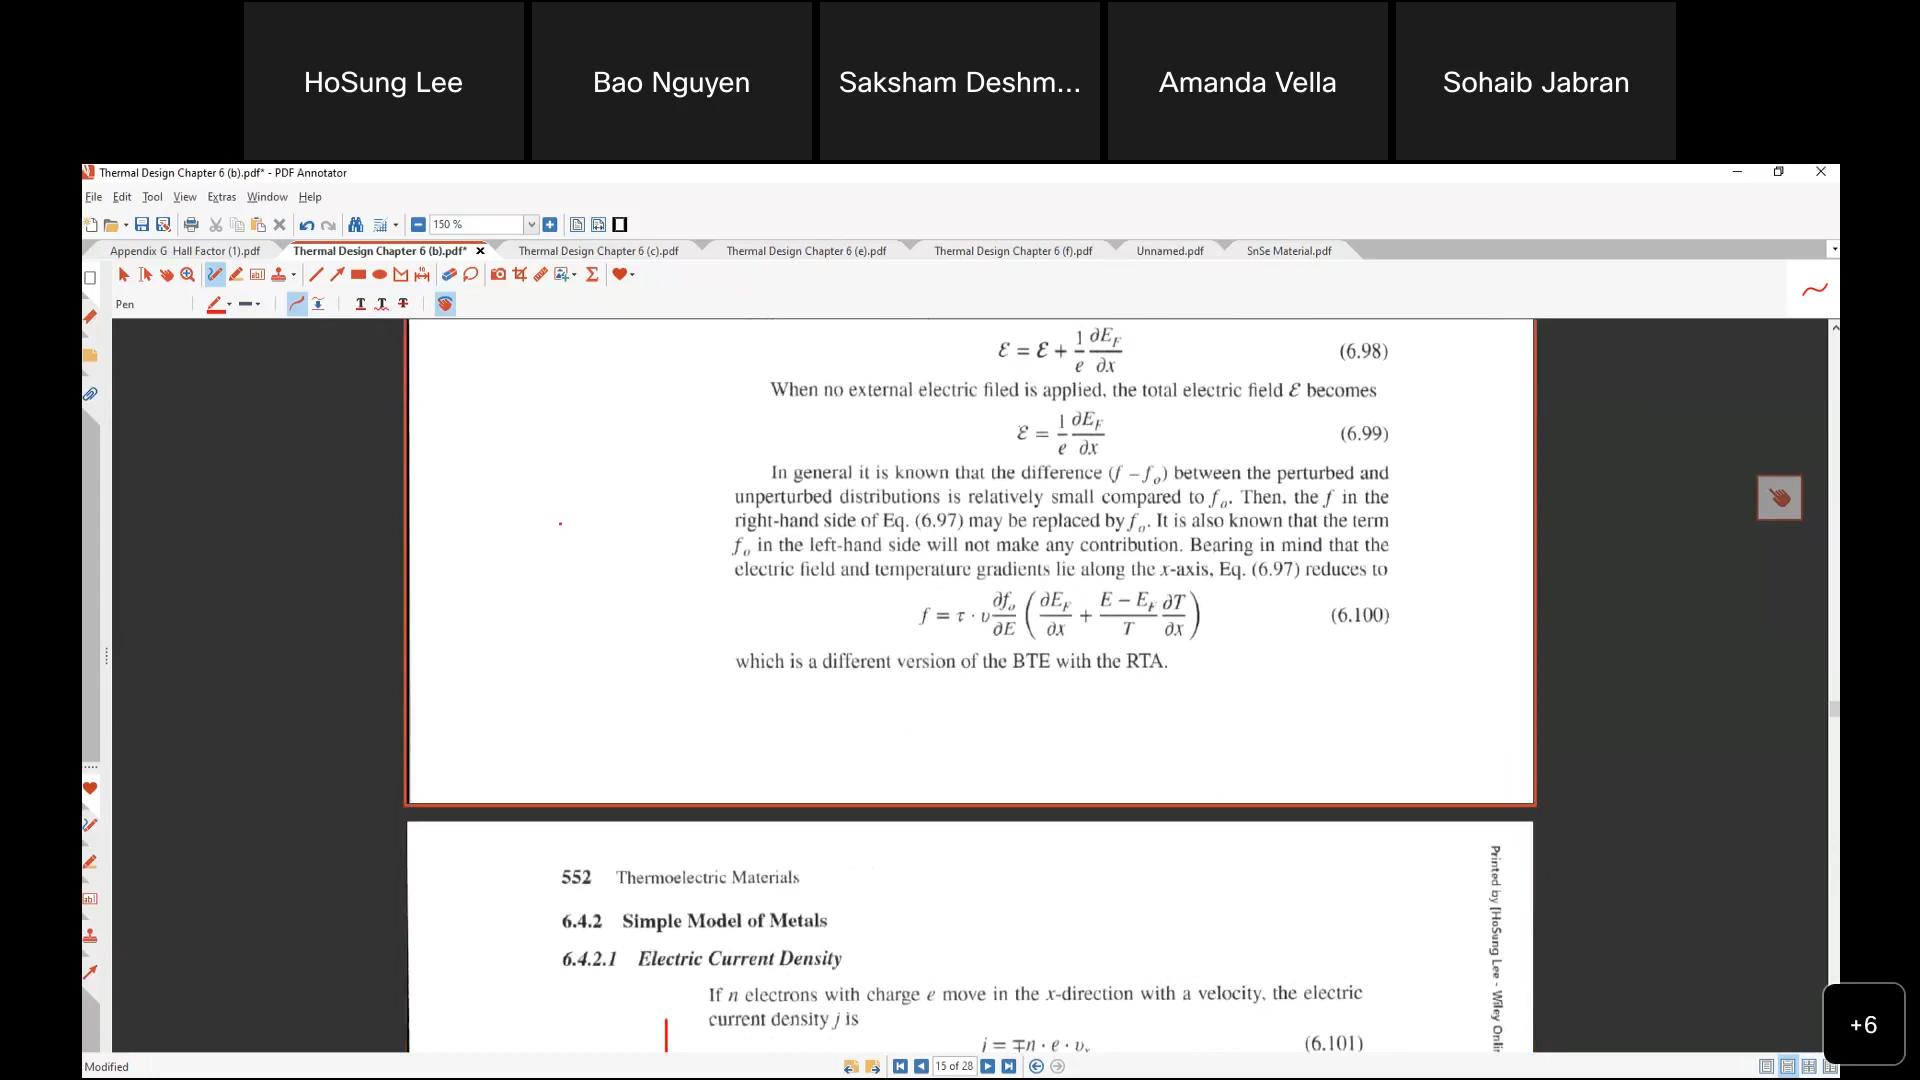 HoSung Lee
Bao Nguyen
Saksham Deshm...
Amanda Vella
Sohaib Jabran
Thermal Design Chapter 6 (b).pdf* - PDF Annotator
File Edit Tool View Extras Window Help
150 %
Appendix G Hall Factor (1).pdf
Thermal Design Chapter 6 (b).pdf*
Thermal Design Chapter 6 (c).pdf
Thermal Design Chapter 6 (e).pdf
Thermal Design Chapter 6 (f).pdf
Unnamed.pdf
SnSe Material.pdf
Pen
ℰ = ℰ + 1/e ∂E_F/∂x (6.98)
When no external electric filed is applied, the total electric field ℰ becomes
ℰ = 1/e ∂E_F/∂x (6.99)
In general it is known that the difference (f − f_o) between the perturbed and
unperturbed distributions is relatively small compared to f_o. Then, the f in the
right-hand side of Eq. (6.97) may be replaced by f_o. It is also known that the term
f_o in the left-hand side will not make any contribution. Bearing in mind that the
electric field and temperature gradients lie along the x-axis, Eq. (6.97) reduces to
f = τ · υ ∂f_o/∂E (∂E_F/∂x + (E − E_F)/T ∂T/∂x) (6.100)
which is a different version of the BTE with the RTA.
552 Thermoelectric Materials
6.4.2 Simple Model of Metals
6.4.2.1 Electric Current Density
If n electrons with charge e move in the x-direction with a velocity, the electric
current density j is
j = ∓n · e · υ_x (6.101)
Printed by [HoSung Lee - Wiley Onli
+6
Modified
15 of 28